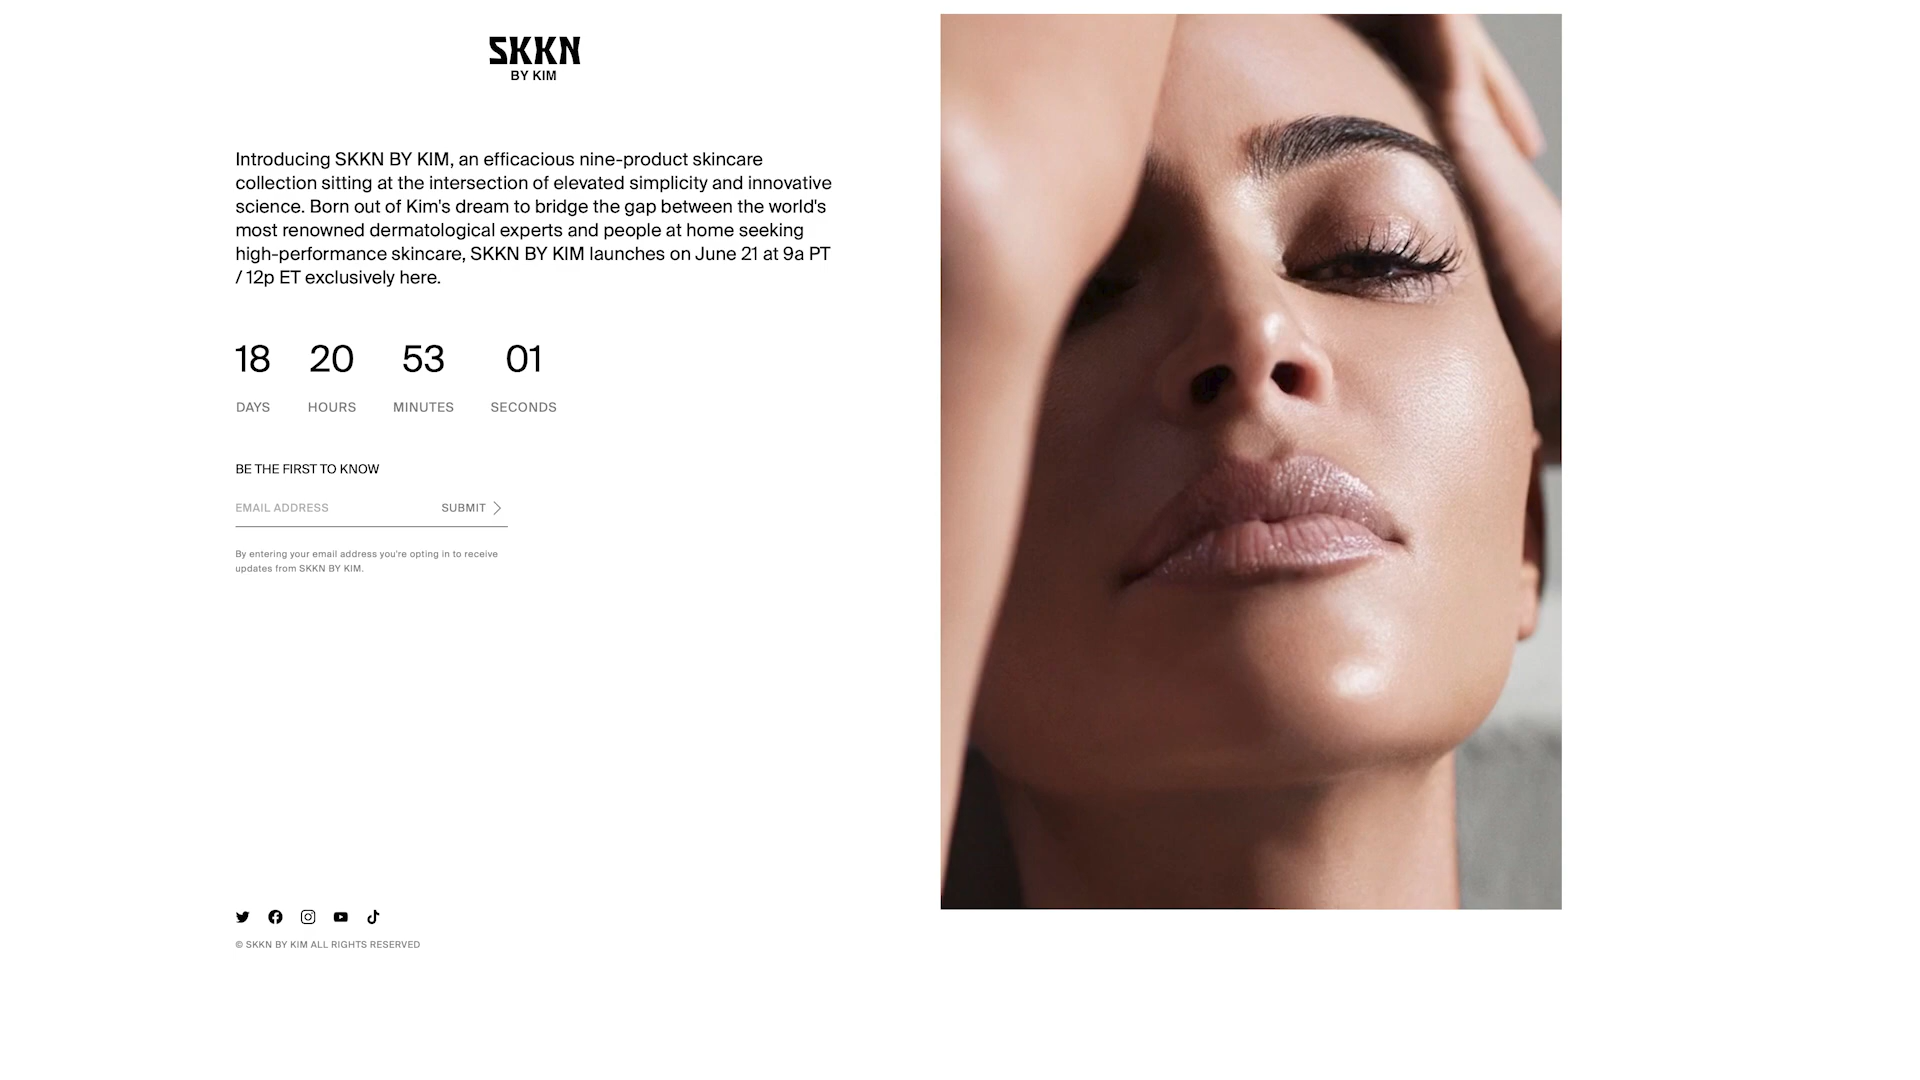 SKKN
BY KIM
Introducing SKKN BY KIM, an efficacious nine-product skincare
collection sitting at the intersection of elevated simplicity and innovative
science. Born out of Kim's dream to bridge the gap between the world's
most renowned dermatological experts and people at home seeking
high-performance skincare, SKKN BY KIM launches on June 21 at 9a PT
/ 12p ET exclusively here.
18 20 53 01
DAYS HOURS MINUTES SECONDS
BE THE FIRST TO KNOW
EMAIL ADDRESS SUBMIT
By entering your email address you're opting in to receive
updates from SKKN BY KIM.
© SKKN BY KIM ALL RIGHTS RESERVED